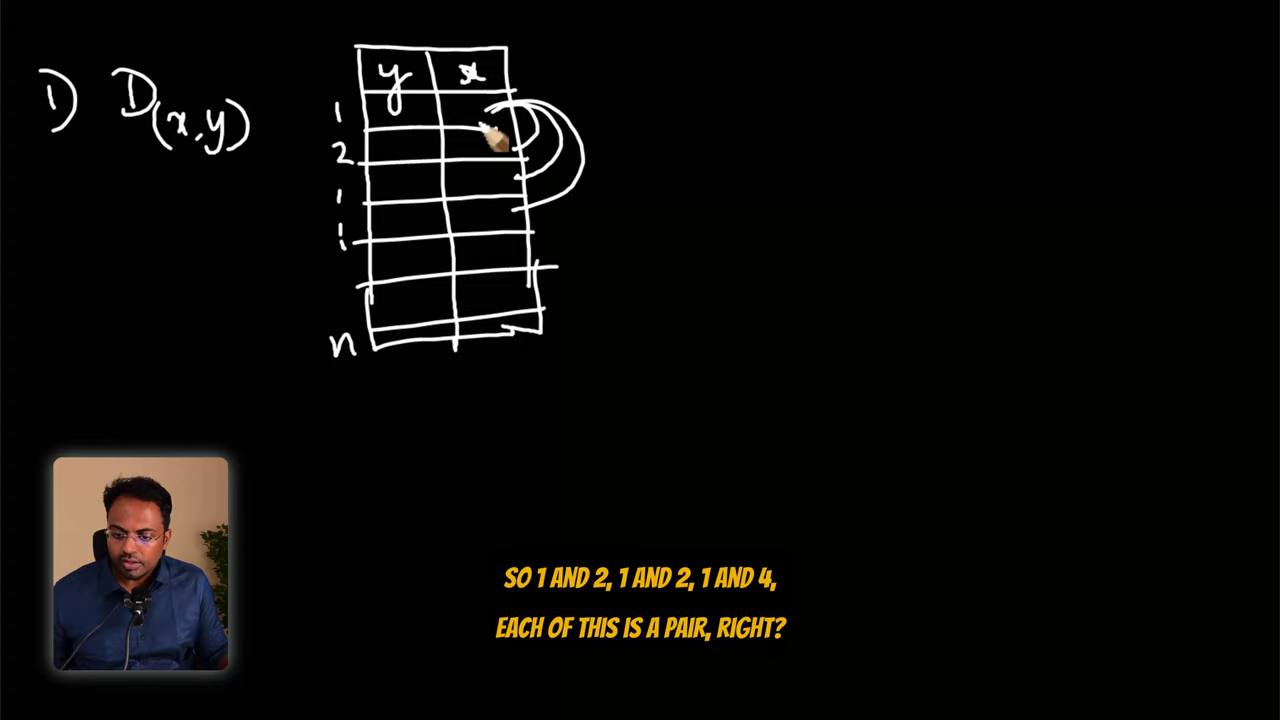 1) D(x,y)
y x
1
2
1
n
SO 1 AND 2, 1 AND 2, 1 AND 4,
EACH OF THIS IS A PAIR, RIGHT?